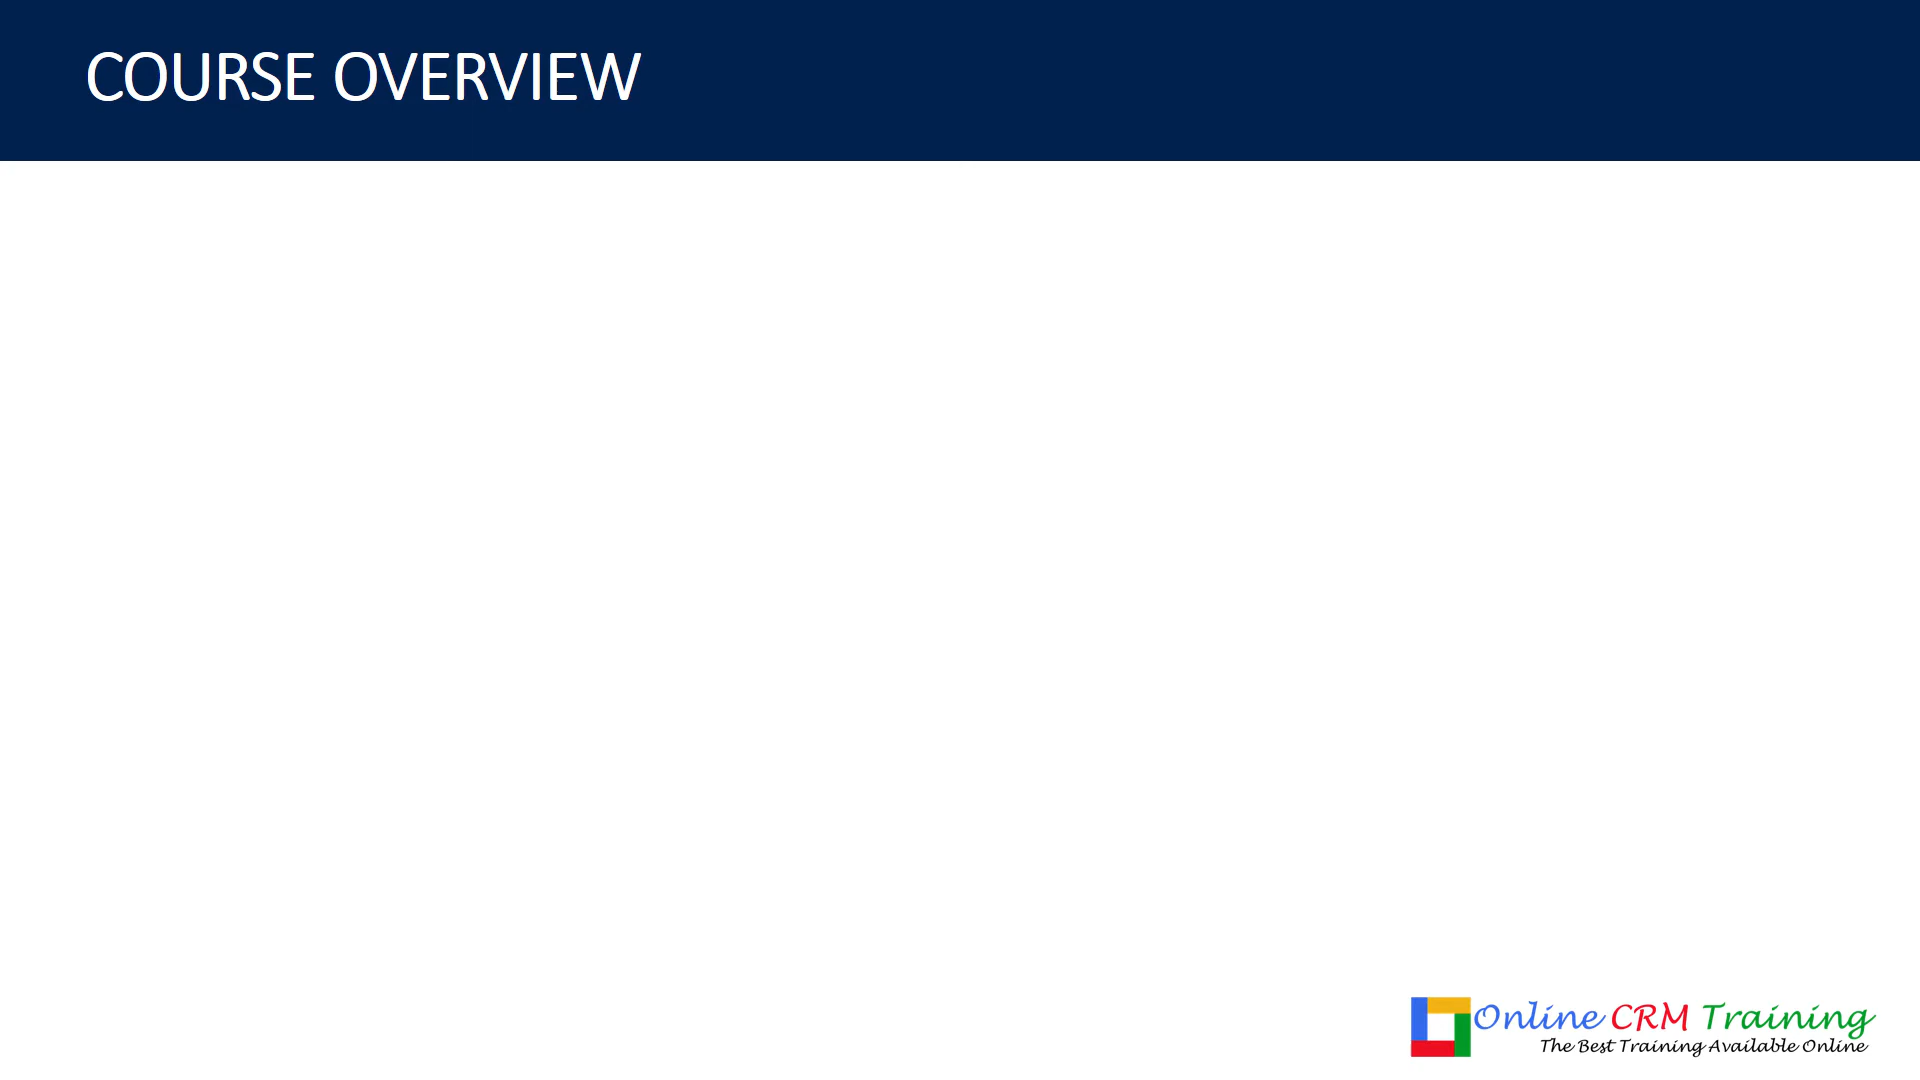 COURSE OVERVIEW
Online CRM Training
The Best Training Available Online